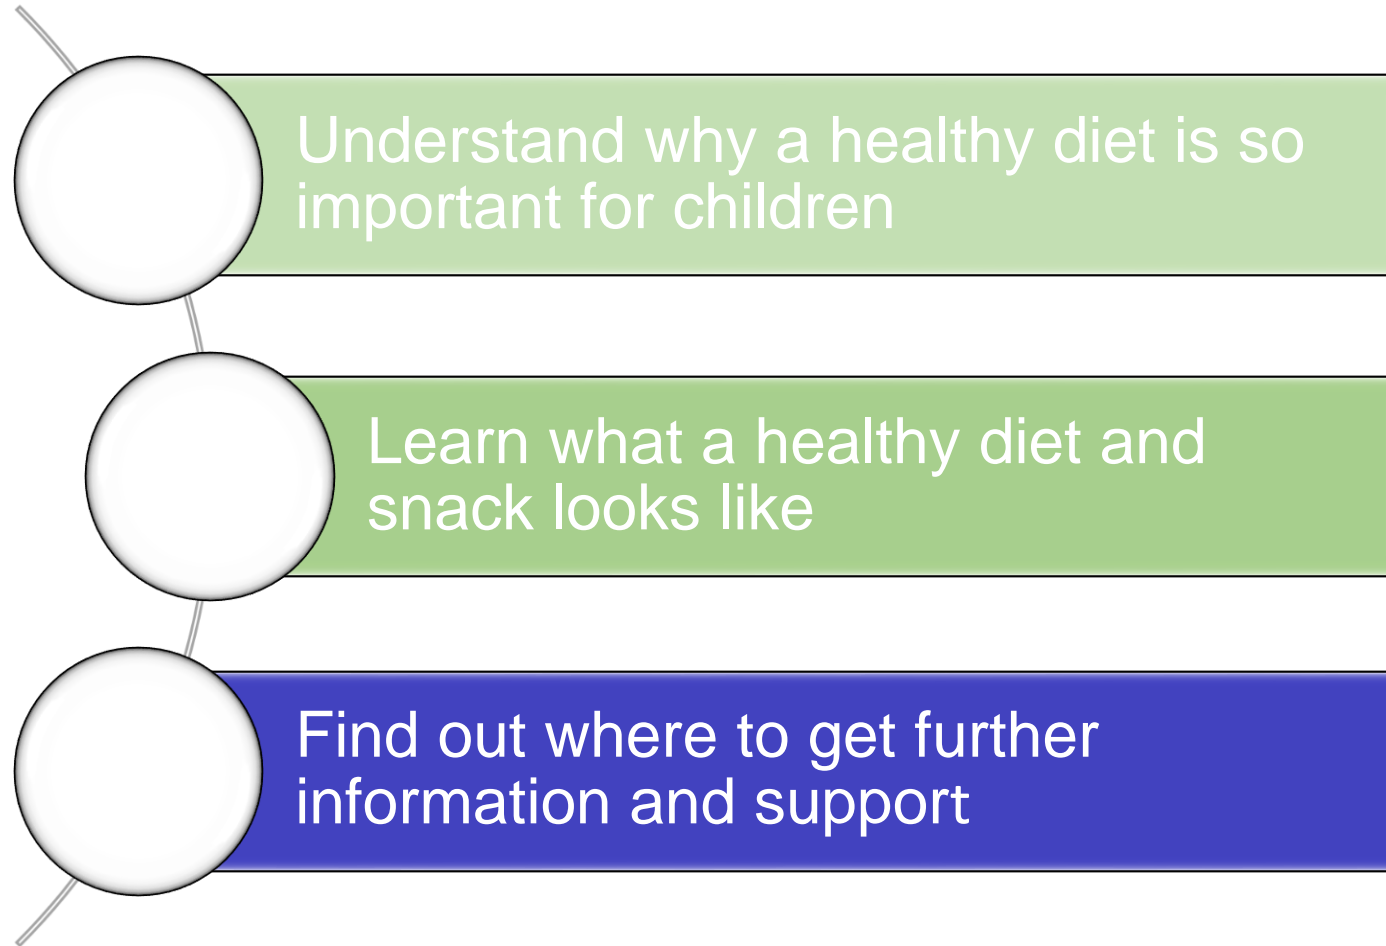 Understand why a healthy diet is so
important for children
Learn what a healthy diet and
snack looks like
Find out where to get further
information and support